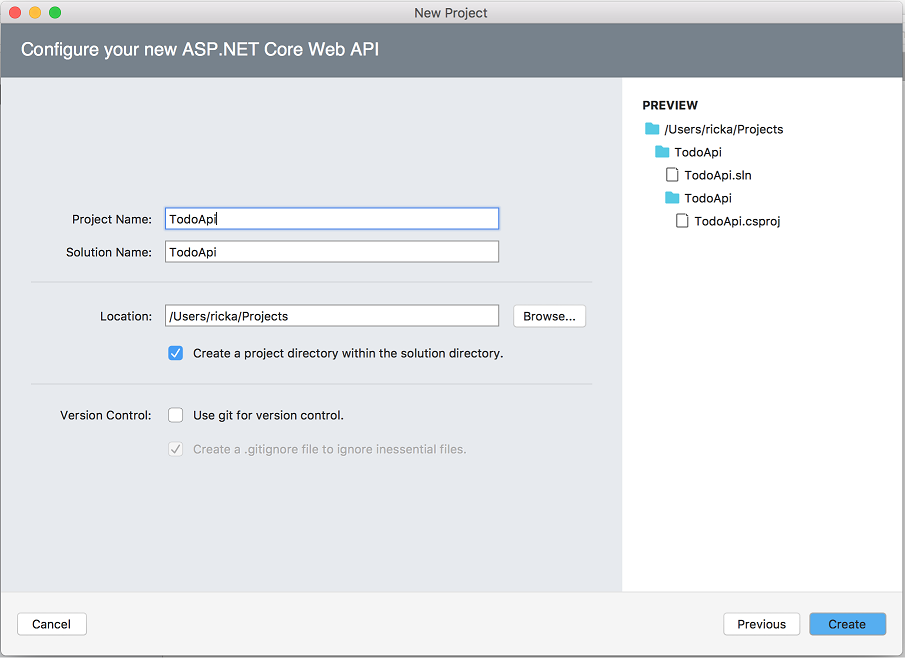 New Project
Configure your new ASP.NET Core Web API
Project Name: TodoApi
Solution Name: TodoApi
Location: /Users/ricka/Projects Browse...
Create a project directory within the solution directory.
Version Control: Use git for version control.
Create a .gitignore file to ignore inessential files.
PREVIEW
/Users/ricka/Projects
TodoApi
TodoApi.sln
TodoApi
TodoApi.csproj
Cancel Previous Create